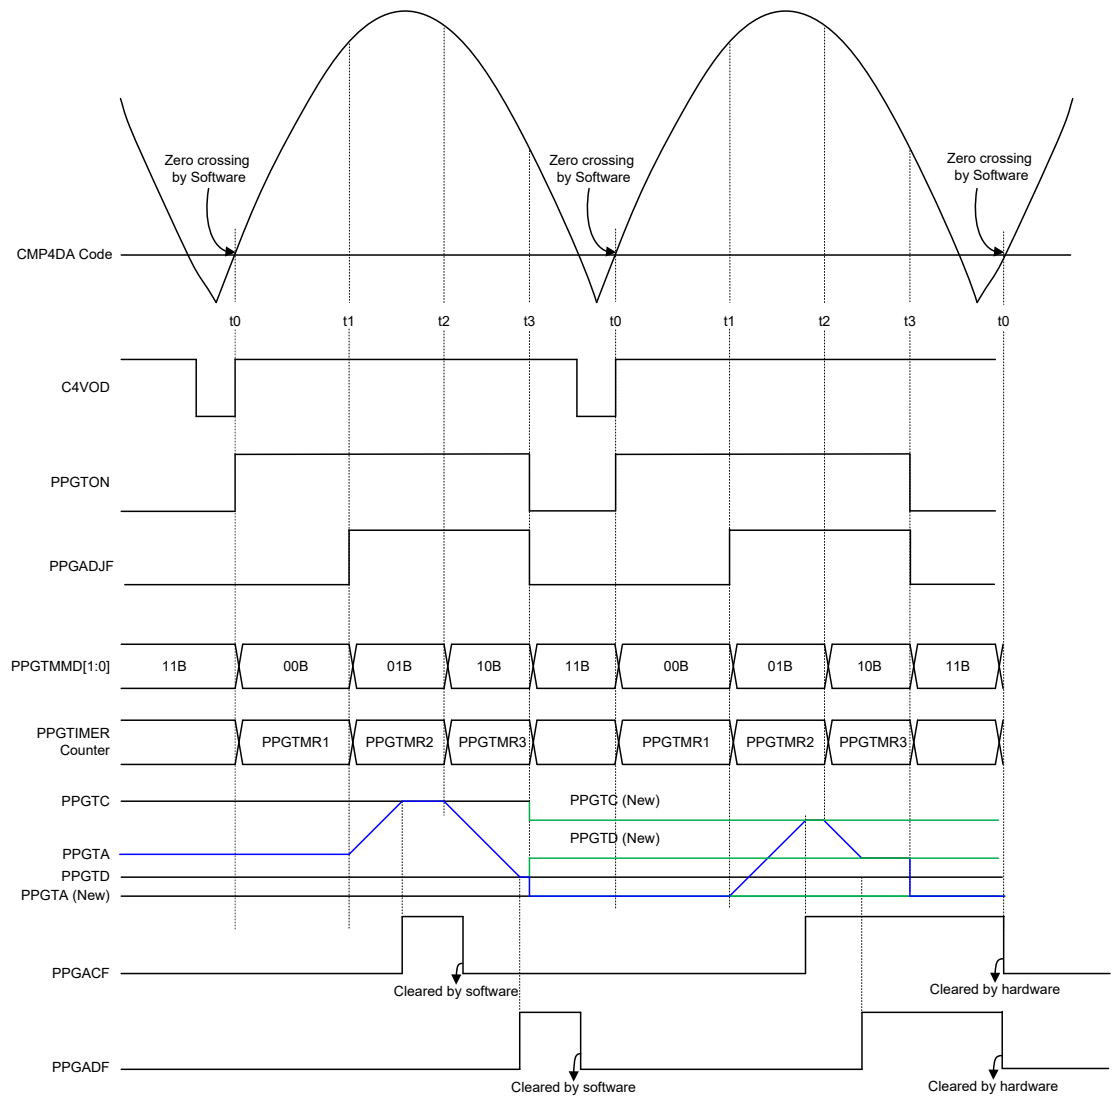 Zero crossing
by Software
Zero crossing
by Software
Zero crossing
by Software
CMP4DA Code
t0 t1 t2 t3 t0 t1 t2 t3 t0
C4VOD
PPGTON
PPGADJF
PPGTMMD[1:0] 11B 00B 01B 10B 11B 00B 01B 10B 11B
PPGTIMER
Counter
PPGTMR1 PPGTMR2 PPGTMR3 PPGTMR1 PPGTMR2 PPGTMR3
PPGTC PPGTC (New)
PPGTD (New)
PPGTA
PPGTD
PPGTA (New)
PPGACF
Cleared by software
Cleared by hardware
PPGADF
Cleared by software
Cleared by hardware